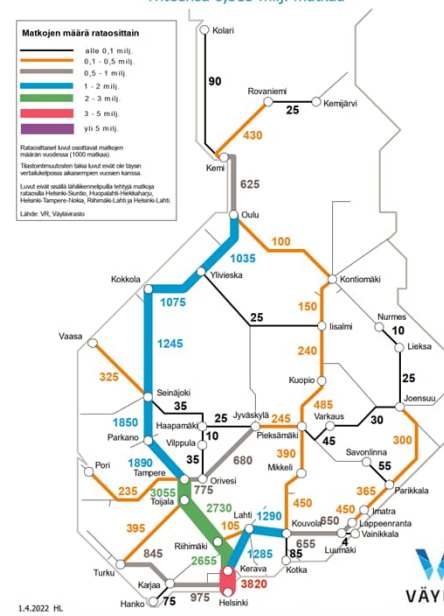 Yhteensä
milj. matkaa
Matkojen määrä rataosittain
alle 0,1 milj.
0,1 - 0,5 milj.
0,5 - 1 milj.
1 - 2 milj.
2 - 3 milj.
3 - 5 milj.
yli 5 milj.
Rataosittaiset luvut osoittavat matkojen
määrän vuodessa (1000 matkaa).
Tilastointimuutosten takia luvut eivät ole täysin
vertailukelpoisia aikaisempien vuosien kanssa.
Luvut eivät sisällä lähiliikennejunilla tehtyjä matkoja
rataosilla Helsinki-Siuntio, Huopalahti-Hiekkaharju,
Helsinki-Tampere-Nokia, Riihimäki-Lahti ja Helsinki-Lahti
Lähde: VR, Väylävirasto
Kolari
90
Rovaniemi
25
Kemijärvi
430
Kemi
625
Oulu
1035
100
Kokkola
1075
Ylivieska
Kontiomäki
150
25
1245
Iisalmi
Nurmes
10
Vaasa
240
Lieksa
325
Kuopio
25
Seinäjoki
35
485
Joensuu
1850
Haapamäki
25
Jyväskylä
245
Varkaus
30
Parkano
10
Vilppula
Pieksämäki
45
300
1890
35
680
390
Savonlinna
Pori
Tampere
Orivesi
Mikkeli
55
775
365
Parikkala
235
3055
Toijala
2730
1290
450
450
Imatra
395
105
Lahti
Kouvola
650
Lappeenranta
Riihimäki
655
4
Vainikkala
845
2655
1285
85
Luumäki
Turku
Kerava
Kotka
Karjaa
3820
975
Hanko
75
Helsinki
1.4.2022 HL
VÄY